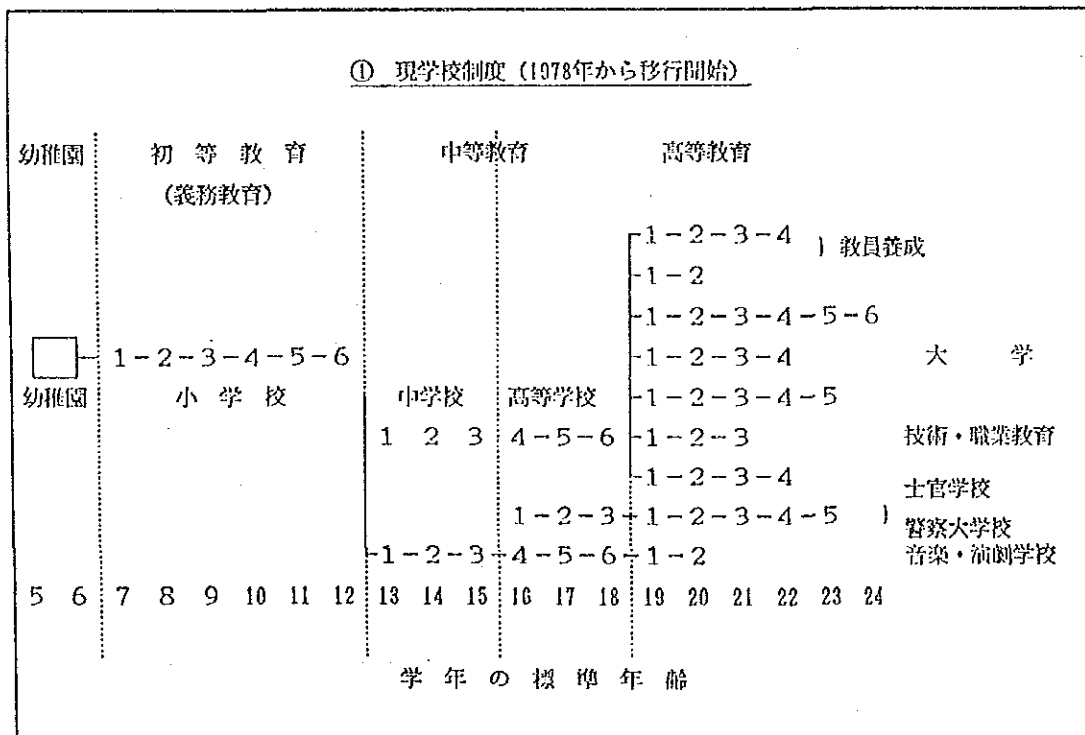 ① 現学校制度(1978年から移行開始)
幼稚園 初等教育 中等教育 高等教育
(義務教育)
1-2-3-4 } 教員養成
1-2
1-2-3-4-5-6
1-2-3-4-5-6 1-2-3-4 大学
幼稚園 小学校 中学校 高等学校 1-2-3-4-5
1 2 3 4-5-6 1-2-3 技術・職業教育
1-2-3-4 士官学校
1-2-3-1-2-3-4-5 } 警察大学校
1-2-3-4-5-6-1-2 音楽・演劇学校
5 6 7 8 9 10 11 12 13 14 15 16 17 18 19 20 21 22 23 24
学年の標準年齢